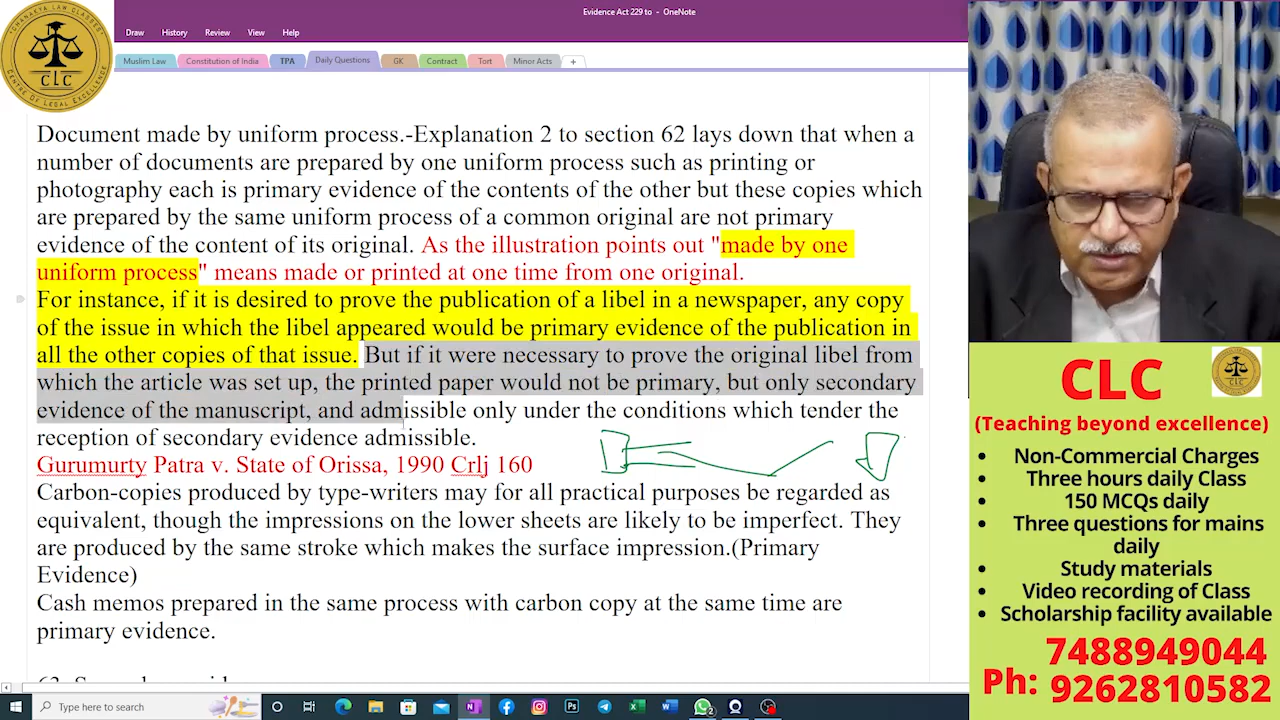 Evidence Act 229 to - OneNote
Draw History Review View Help
Muslim Law Constitution of India TPA Daily Questions GK Contract Tort Minor Acts +
"CHANAKYA LAW CLASSES"
CLC
CENTRE OF LEGAL EXCELLENCE
Document made by uniform process.-Explanation 2 to section 62 lays down that when a
number of documents are prepared by one uniform process such as printing or
photography each is primary evidence of the contents of the other but these copies which
are prepared by the same uniform process of a common original are not primary
evidence of the content of its original. As the illustration points out "made by one
uniform process" means made or printed at one time from one original.
For instance, if it is desired to prove the publication of a libel in a newspaper, any copy
of the issue in which the libel appeared would be primary evidence of the publication in
all the other copies of that issue. But if it were necessary to prove the original libel from
which the article was set up, the printed paper would not be primary, but only secondary
evidence of the manuscript, and admissible only under the conditions which tender the
reception of secondary evidence admissible.
Gurumurty Patra v. State of Orissa, 1990 Crlj 160
Carbon-copies produced by type-writers may for all practical purposes be regarded as
equivalent, though the impressions on the lower sheets are likely to be imperfect. They
are produced by the same stroke which makes the surface impression.(Primary
Evidence)
Cash memos prepared in the same process with carbon copy at the same time are
primary evidence.
Type here to search
CLC
(Teaching beyond excellence)
• Non-Commercial Charges
• Three hours daily Class
• 150 MCQs daily
• Three questions for mains
daily
• Study materials
• Video recording of Class
• Scholarship facility available
Ph: 7488949044
9262810582